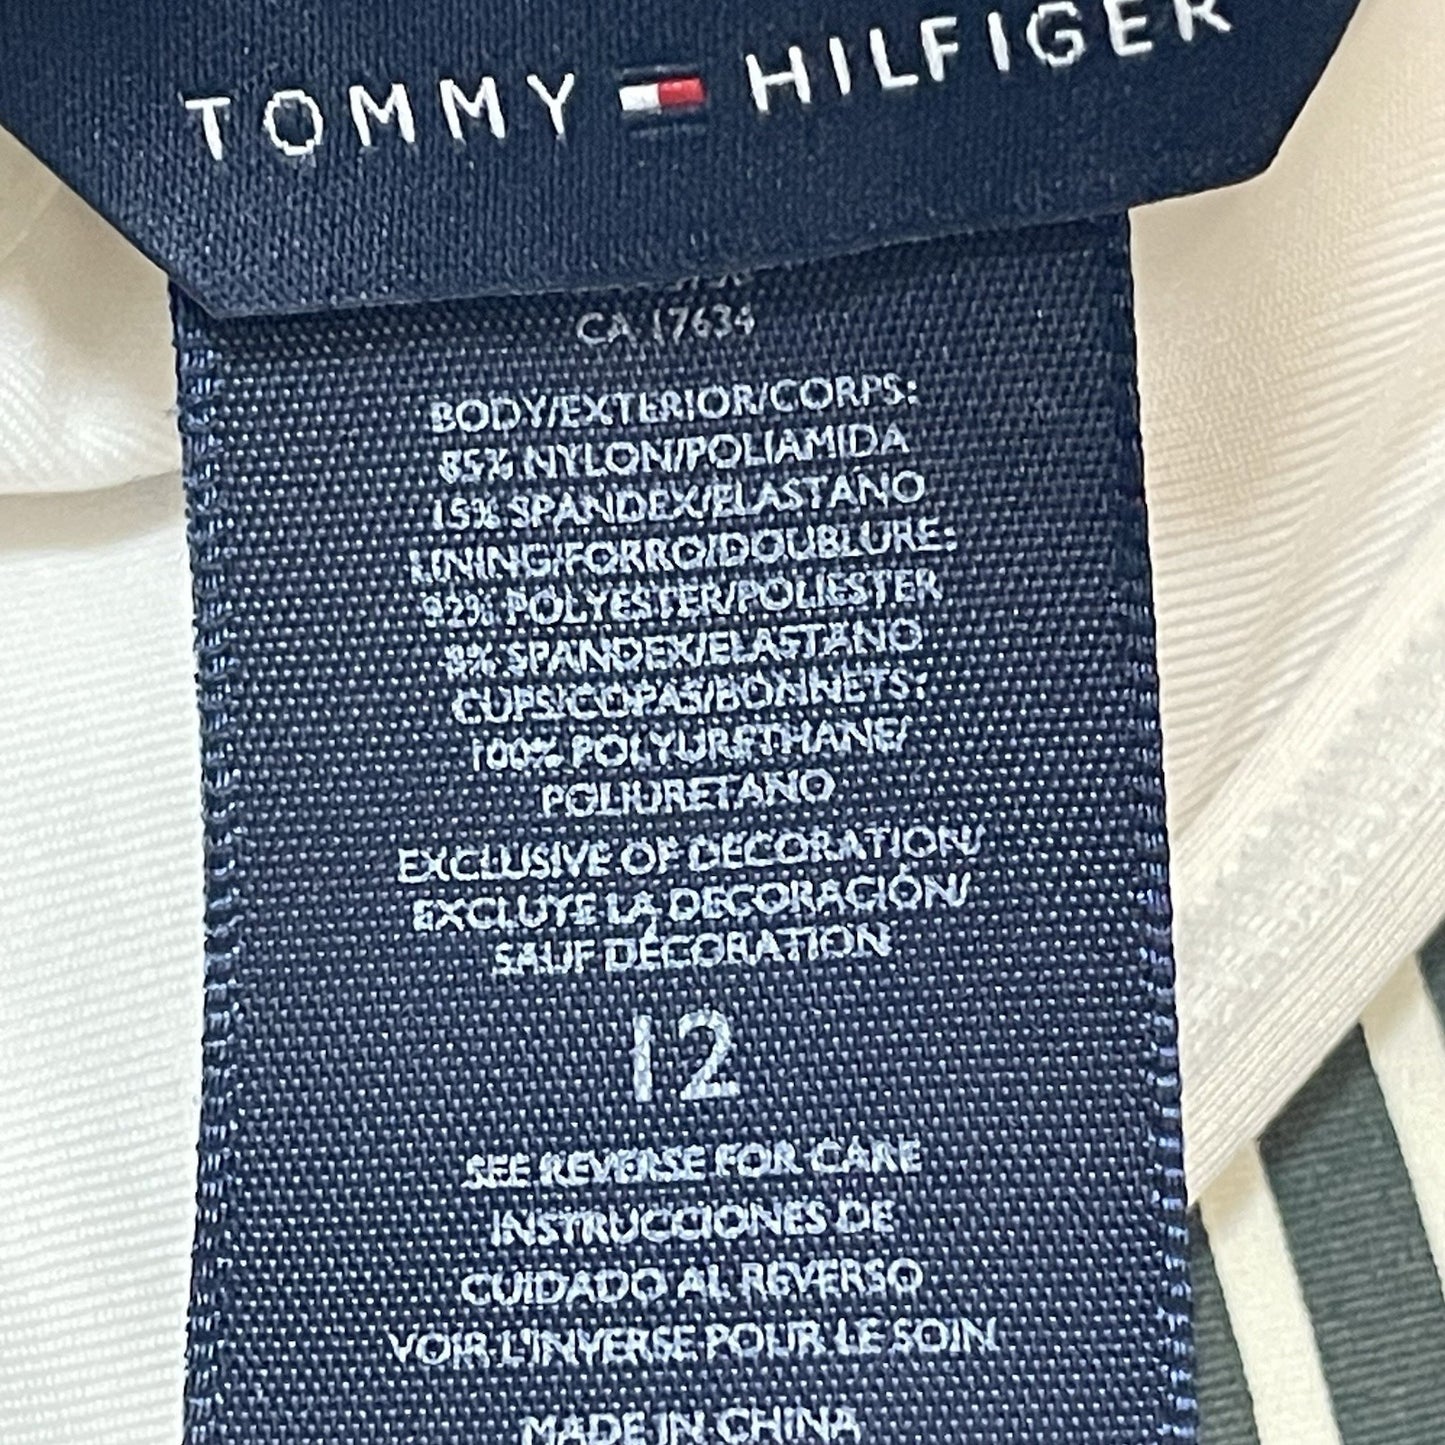 TOMMY HILFIGER
CA 17634
BODY/EXTERIOR/CORPS:
85% NYLON/POLIAMIDA
15% SPANDEX/ELASTANO
LINING/FORRO/DOUBLURE:
92% POLYESTER/POLIESTER
8% SPANDEX/ELASTANO
CUPS/COPAS/BONNETS:
100% POLYURETHANE/
POLIURETANO
EXCLUSIVE OF DECORATION/
EXCLUYE LA DECORACIÓN/
SAUF DÉCORATION
12
SEE REVERSE FOR CARE
INSTRUCCIONES DE
CUIDADO AL REVERSO
VOIR L'INVERSE POUR LE SOIN
MADE IN CHINA